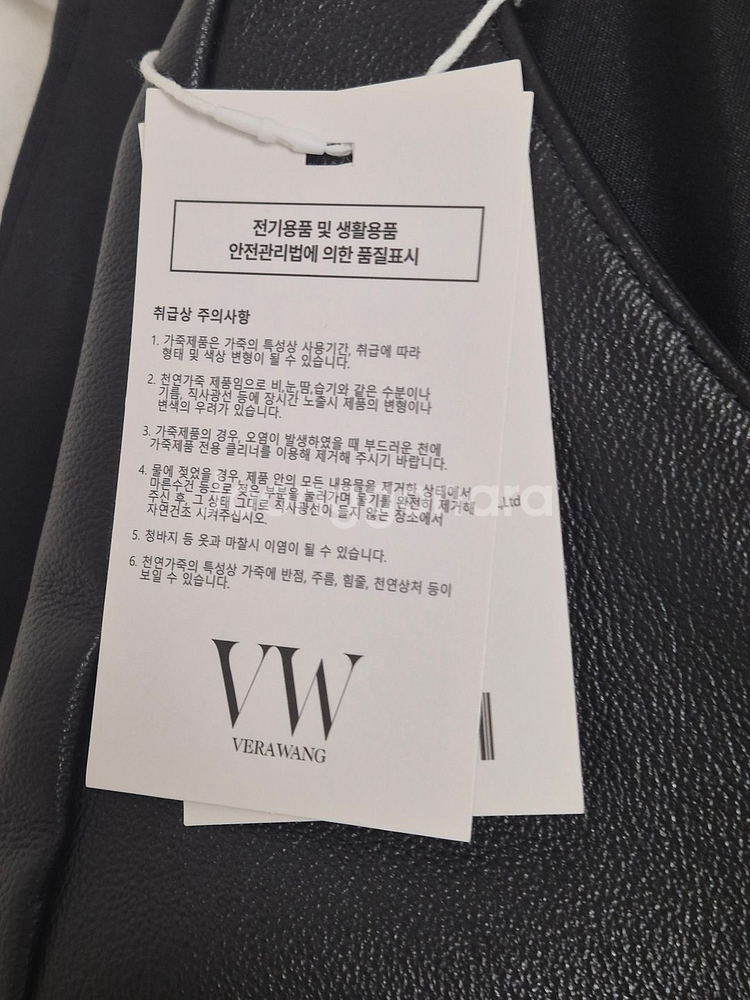 전기용품 및 생활용품
안전관리법에 의한 품질표시
취급상 주의사항
1. 가죽제품은 가죽의 특성상 사용기간, 취급에 따라
형태 및 색상 변형이 될 수 있습니다.
2. 천연가죽 제품임으로 비,눈,땀,습기와 같은 수분이나
기름, 직사광선 등에 장시간 노출시 제품의 변형이나
변색의 우려가 있습니다.
3. 가죽제품의 경우, 오염이 발생하였을 때 부드러운 천에
가죽제품 전용 클리너를 이용해 제거해 주시기 바랍니다.
4. 물에 젖었을 경우, 제품 안의 모든 내용물을 제거한 상태에서
마른수건 등으로 젖은 부분을 눌러가며 물기를 완전히 제거해
주신 후, 그 상태 그대로 직사광선이 들지 않는 장소에서
자연건조 시켜주십시오.
5. 청바지 등 옷과 마찰시 이염이 될 수 있습니다.
6. 천연가죽의 특성상 가죽에 반점, 주름, 힘줄, 천연상처 등이
보일 수 있습니다.
VW
VERAWANG
.,Ltd